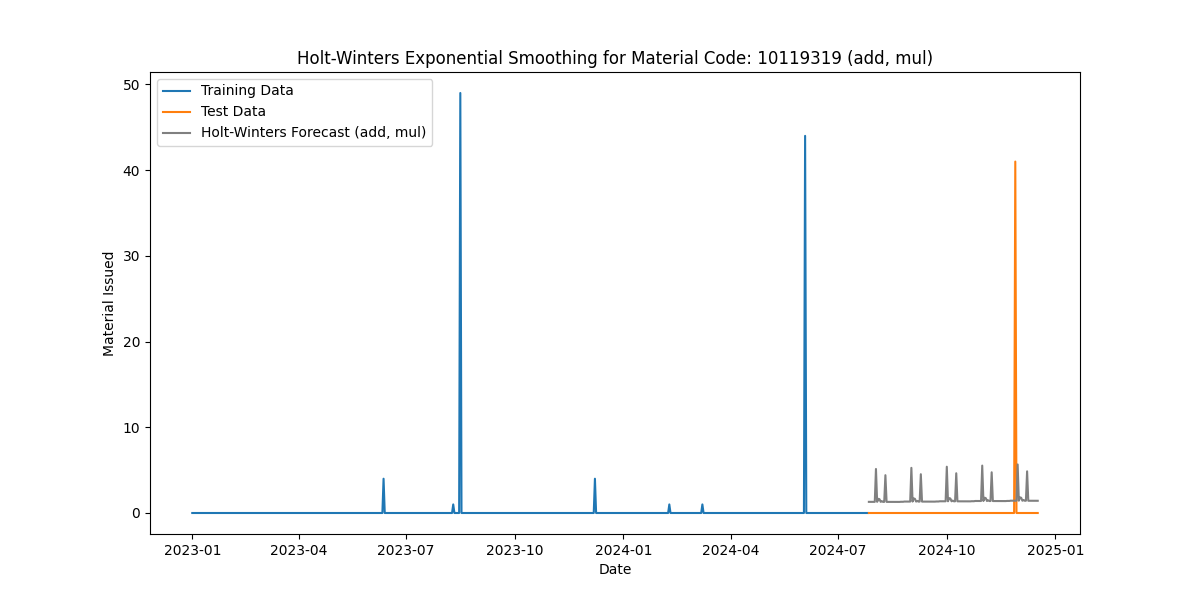 Holt-Winters Exponential Smoothing for Material Code: 10119319 (add, mul)
Training Data
Test Data
Holt-Winters Forecast (add, mul)
Material Issued
50
40
30
20
10
0
2023-01 2023-04 2023-07 2023-10 2024-01 2024-04 2024-07 2024-10 2025-01
Date